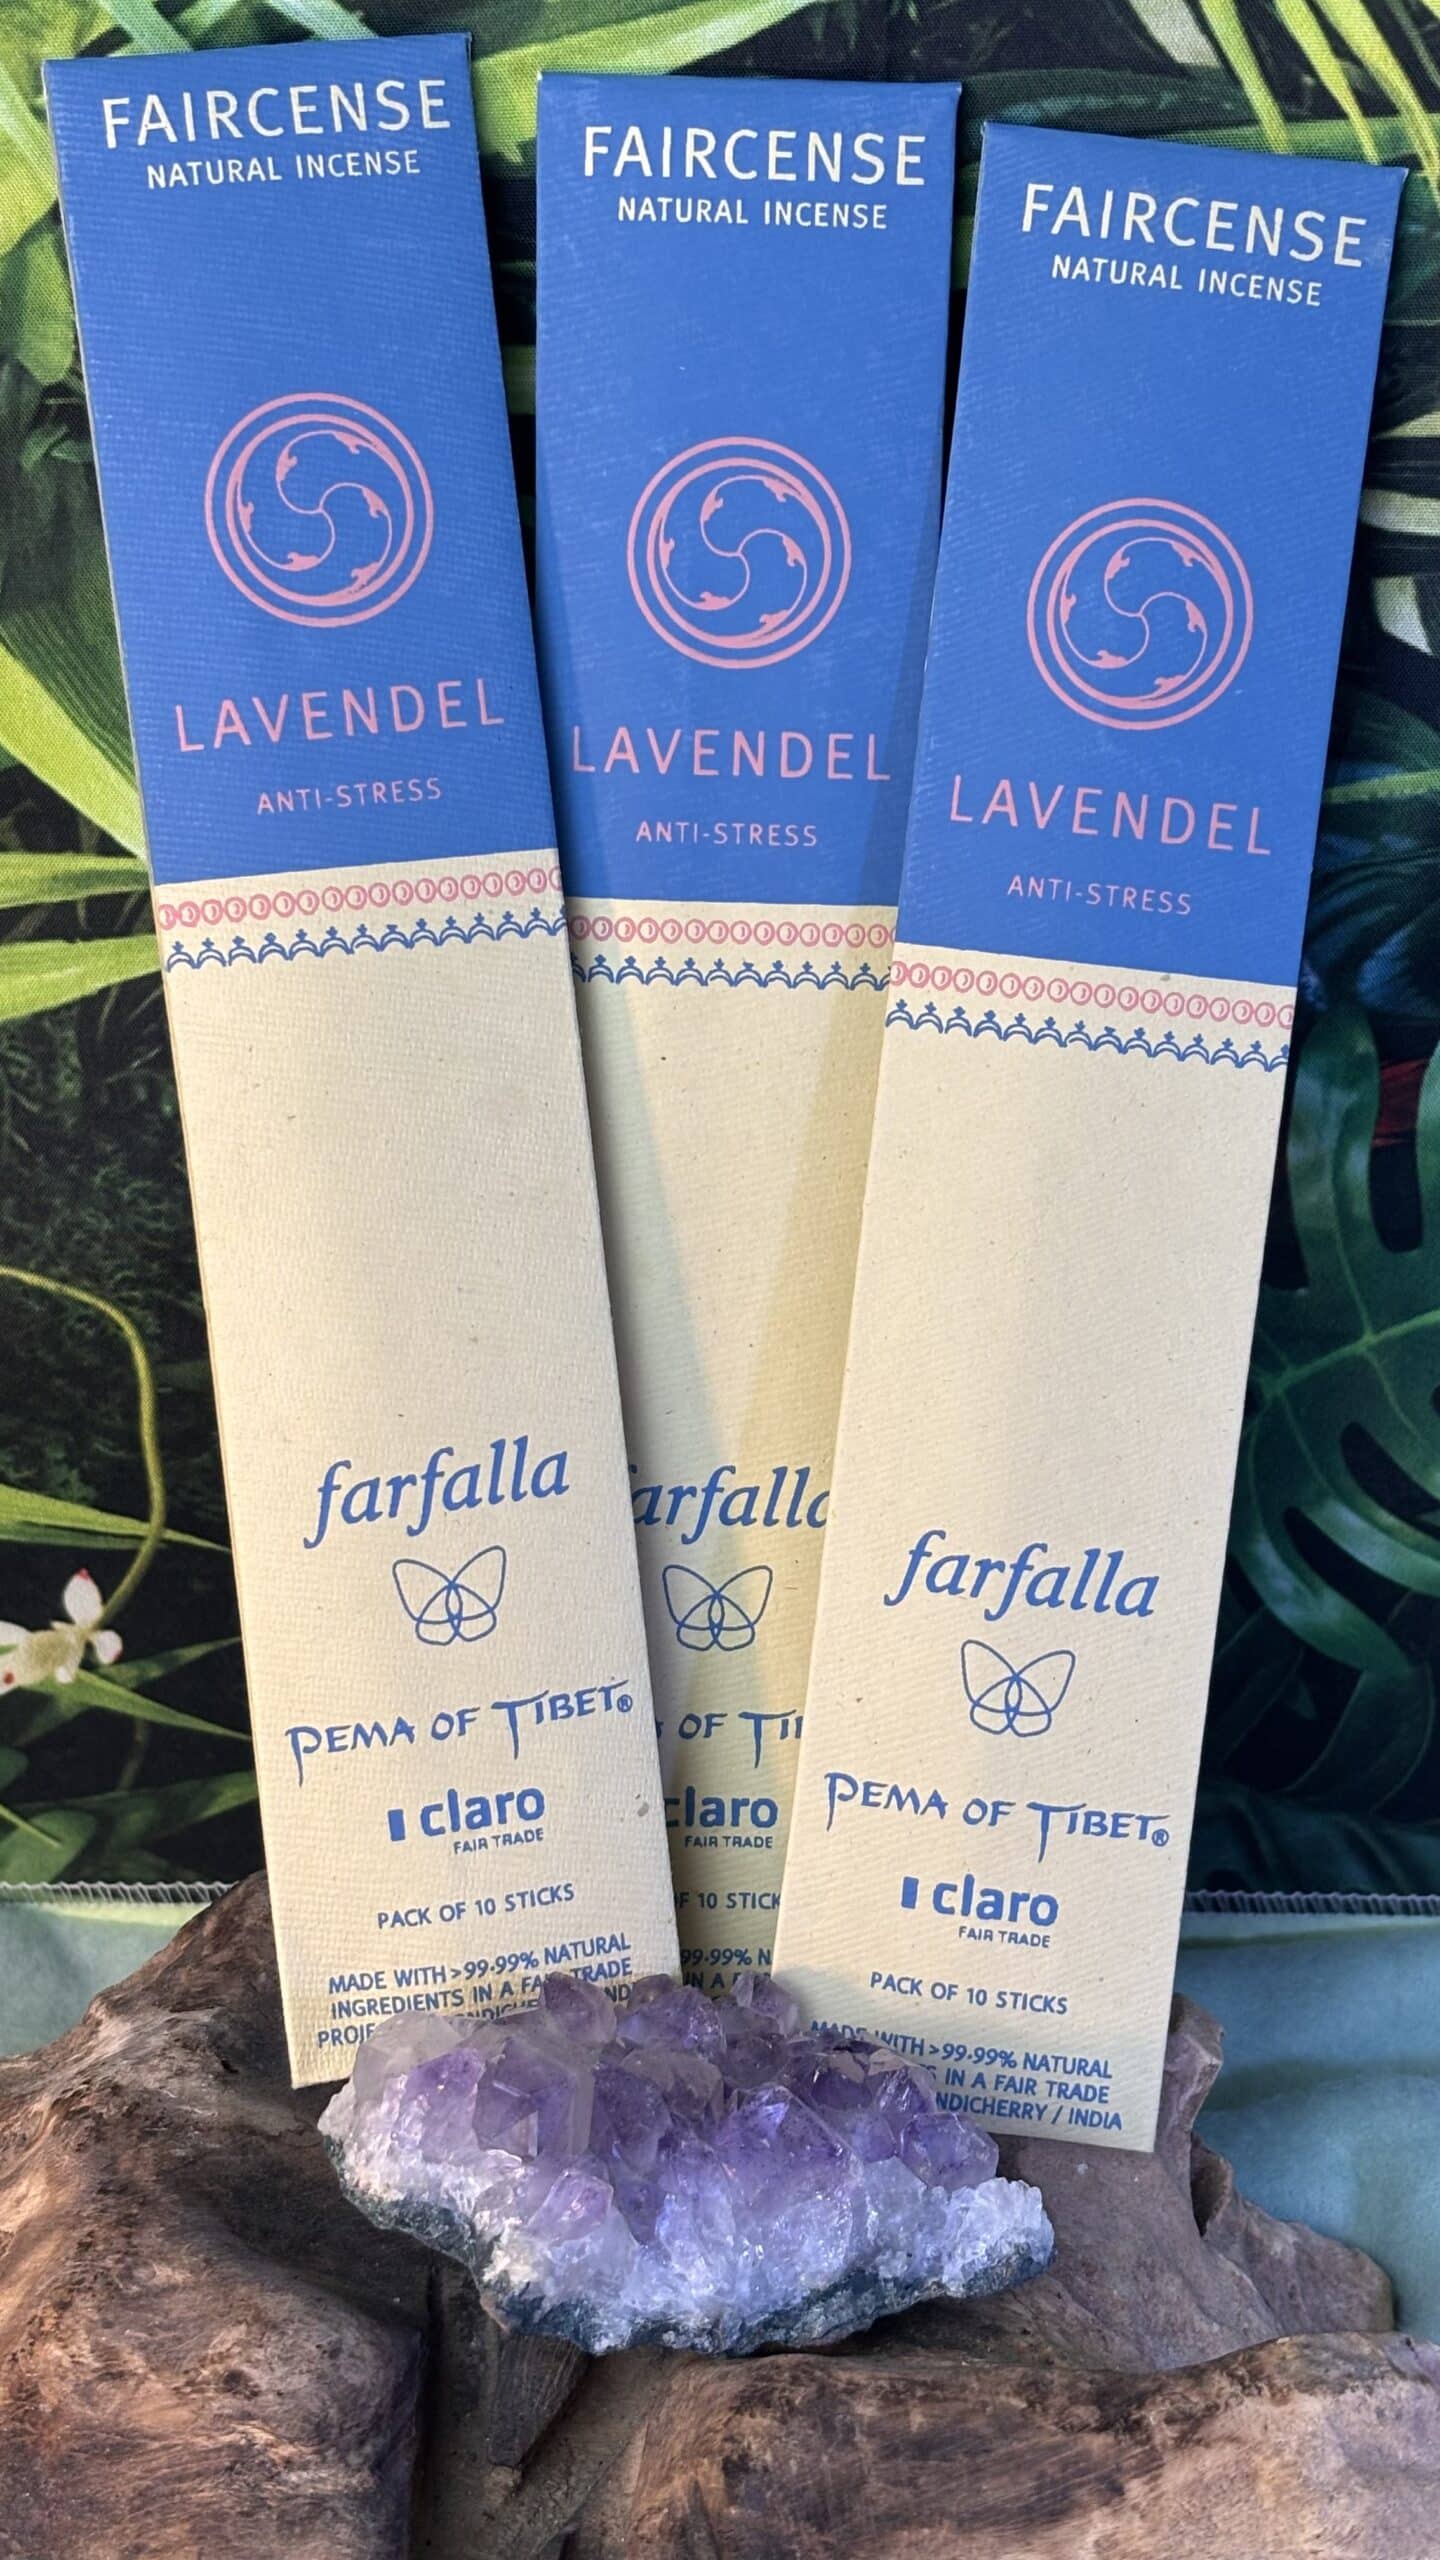 FAIRCENSE
NATURAL INCENSE
LAVENDEL
ANTI-STRESS
farfalla
PEMA OF TIBET®
claro
FAIR TRADE
PACK OF 10 STICKS
MADE WITH >99.99% NATURAL
INGREDIENTS IN A FAIR TRADE
FAIRCENSE
NATURAL INCENSE
LAVENDEL
ANTI-STRESS
OF
claro
FAIR TRADE
10
FAIRCENSE
NATURAL INCENSE
LAVENDEL
ANTI-STRESS
farfalla
PEMA OF TIBET®
claro
FAIR TRADE
PACK OF 10 STICKS
MADE WITH >99.99% NATURAL
IN A FAIR TRADE
NDICHERRY / INDIA